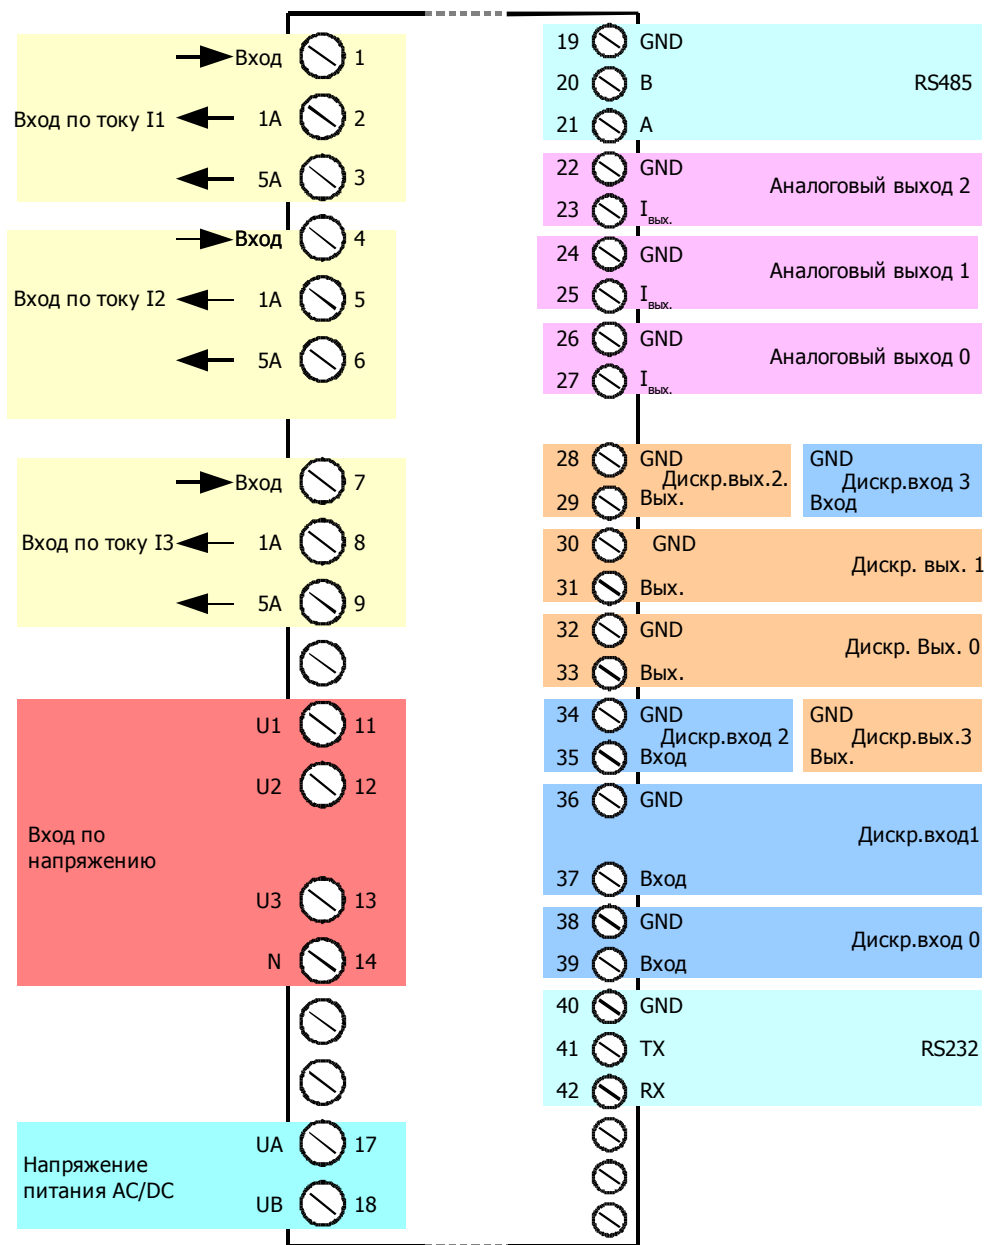 Вход 1
Вход по току I1 1A 2
5A 3
Вход 4
Вход по току I2 1A 5
5A 6
Вход 7
Вход по току I3 1A 8
5A 9
U1 11
U2 12
Вход по
напряжению
U3 13
N 14
UA 17
Напряжение
питания AC/DC
UB 18
19 GND
20 B RS485
21 A
22 GND
Аналоговый выход 2
23 Iвых.
24 GND
Аналоговый выход 1
25 Iвых.
26 GND
Аналоговый выход 0
27 Iвых.
28 GND GND
Дискр.вых.2. Дискр.вход 3
29 Вых. Вход
30 GND
Дискр. вых. 1
31 Вых.
32 GND
Дискр. Вых. 0
33 Вых.
34 GND GND
Дискр.вход 2 Дискр.вых.3
35 Вход Вых.
36 GND
Дискр.вход1
37 Вход
38 GND
Дискр.вход 0
39 Вход
40 GND
41 TX RS232
42 RX